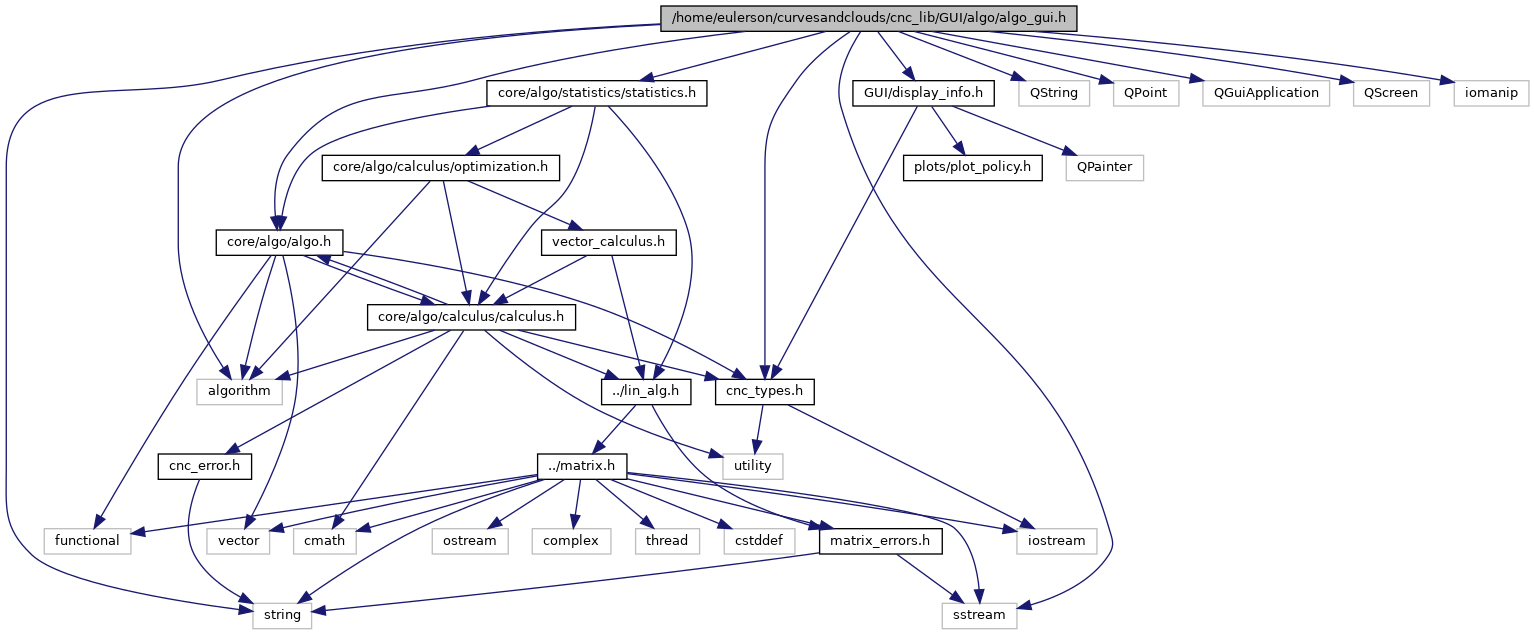 /home/eulerson/curvesandclouds/cnc_lib/GUI/algo/algo_gui.h
core/algo/statistics/statistics.h
GUI/display_info.h
QString
QPoint
QGuiApplication
QScreen
iomanip
core/algo/calculus/optimization.h
plots/plot_policy.h
QPainter
core/algo/algo.h
vector_calculus.h
core/algo/calculus/calculus.h
algorithm
../lin_alg.h
cnc_types.h
cnc_error.h
../matrix.h
utility
functional
vector
cmath
ostream
complex
thread
cstddef
matrix_errors.h
iostream
string
sstream